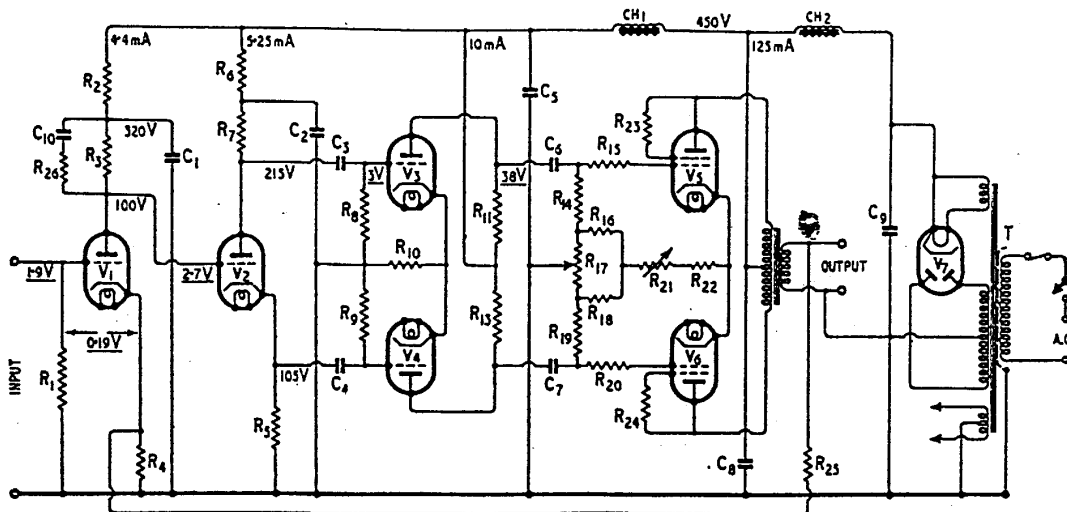 CH1
450V
CH2
4·4mA
5·25mA
10mA
125mA
R2
R6
C10
320V
R7
C2
C5
R23
R3
C1
C3
C6
R15
V5
R26
215V
3V
V3
38V
100V
R8
R11
R14
R16
C9
T
1·9V
V1
V2
2·7V
R10
R17
R21
R22
OUTPUT
V7
R9
R13
R18
R19
0·19V
V4
V6
A.C
INPUT
R1
105V
C4
C7
R20
R5
R24
R4
C8
R25